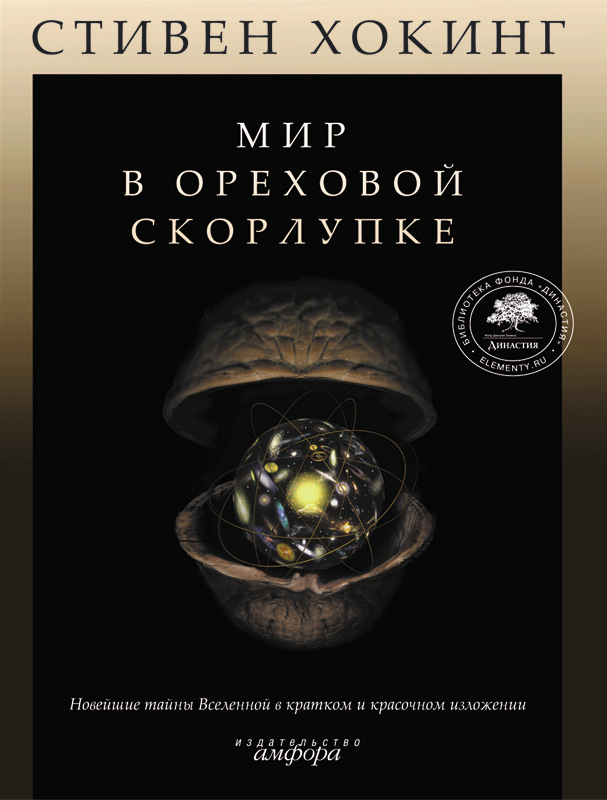 СТИВЕН ХОКИНГ
МИР
В ОРЕХОВОЙ
СКОРЛУПКЕ
БИБЛИОТЕКА ФОНДА «ДИНАСТИЯ»
ДИНАСТИЯ
ELEMENTY.RU
Новейшие тайны Вселенной в кратком и красочном изложении
издательство
амфора